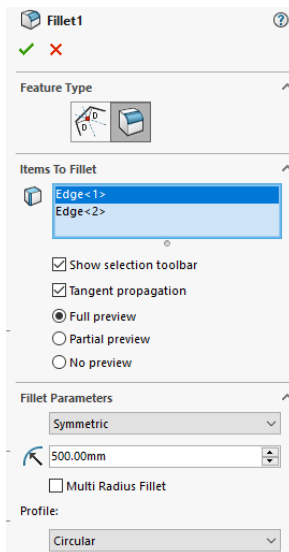 Fillet1
Feature Type
D
D
Items To Fillet
Edge<1>
Edge<2>
Show selection toolbar
Tangent propagation
Full preview
Partial preview
No preview
Fillet Parameters
Symmetric
500.00mm
Multi Radius Fillet
Profile:
Circular